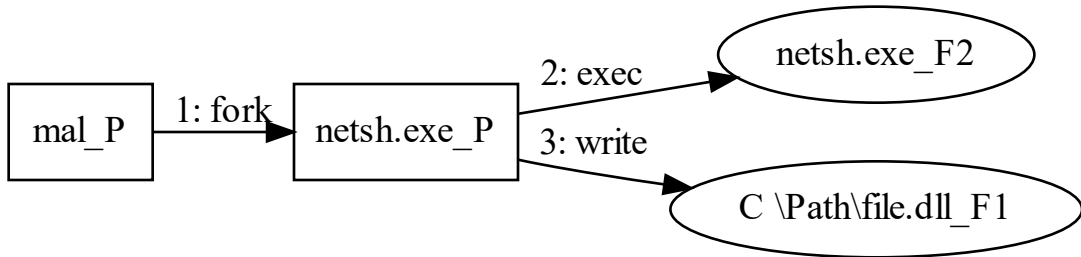 mal_P
1: fork
netsh.exe_P
2: exec
3: write
netsh.exe_F2
C \Path\file.dll_F1